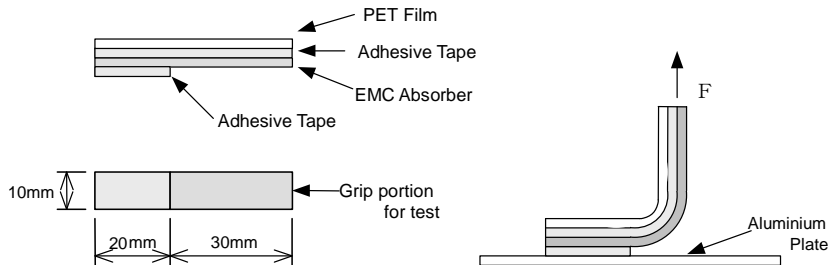 PET Film
Adhesive Tape
EMC Absorber
Adhesive Tape
F
10mm
Grip portion
for test
20mm
30mm
Aluminium
Plate